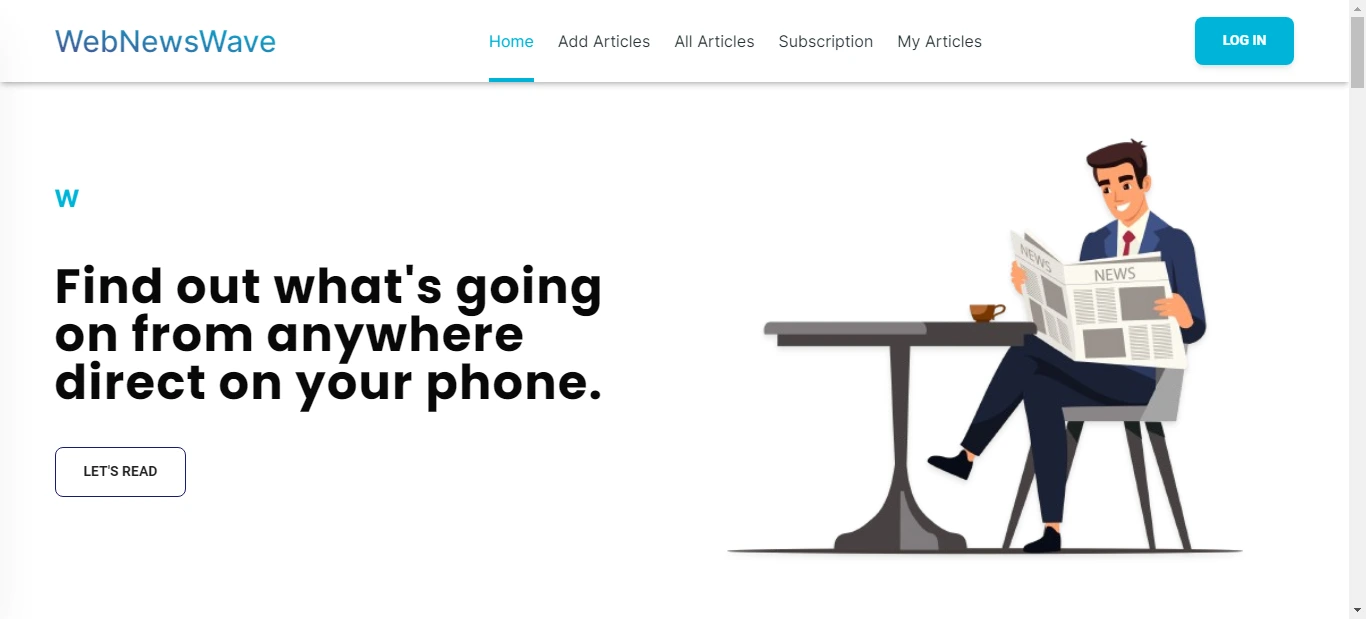 WebNewsWave
Home Add Articles All Articles Subscription My Articles
LOG IN
W
Find out what's going
on from anywhere
direct on your phone.
LET'S READ
NEWS
NEWS